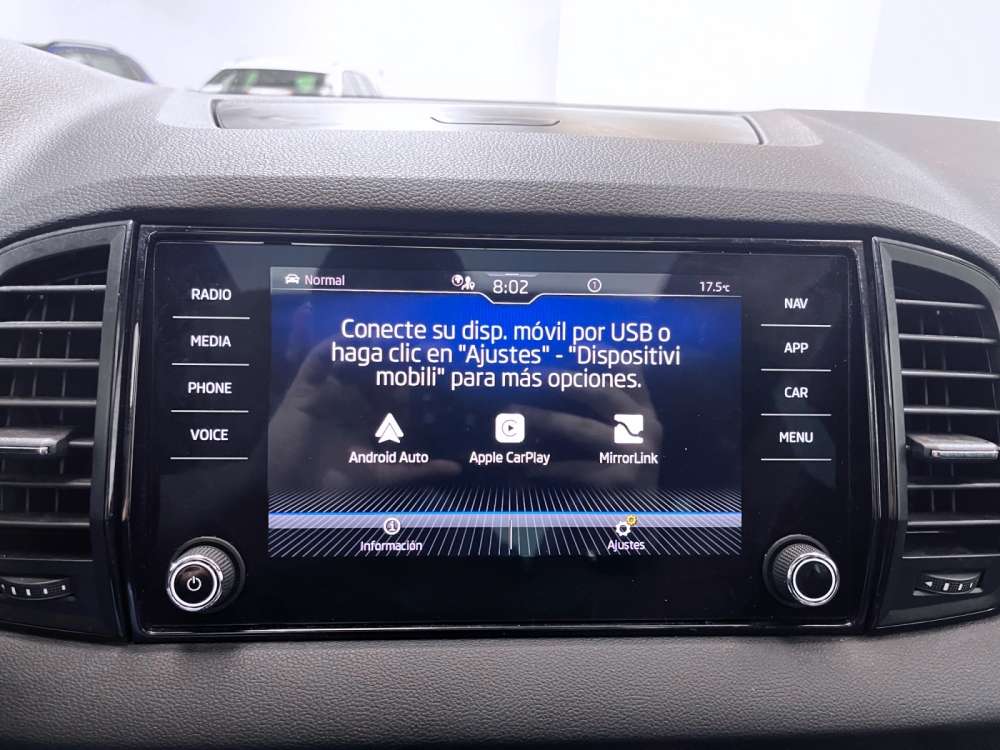 RADIO
MEDIA
PHONE
VOICE
Normal
8:02
1
17.5°C
Conecte su disp. móvil por USB o
haga clic en "Ajustes" - "Dispositivi
mobili" para más opciones.
Android Auto
Apple CarPlay
MirrorLink
Información
Ajustes
NAV
APP
CAR
MENU